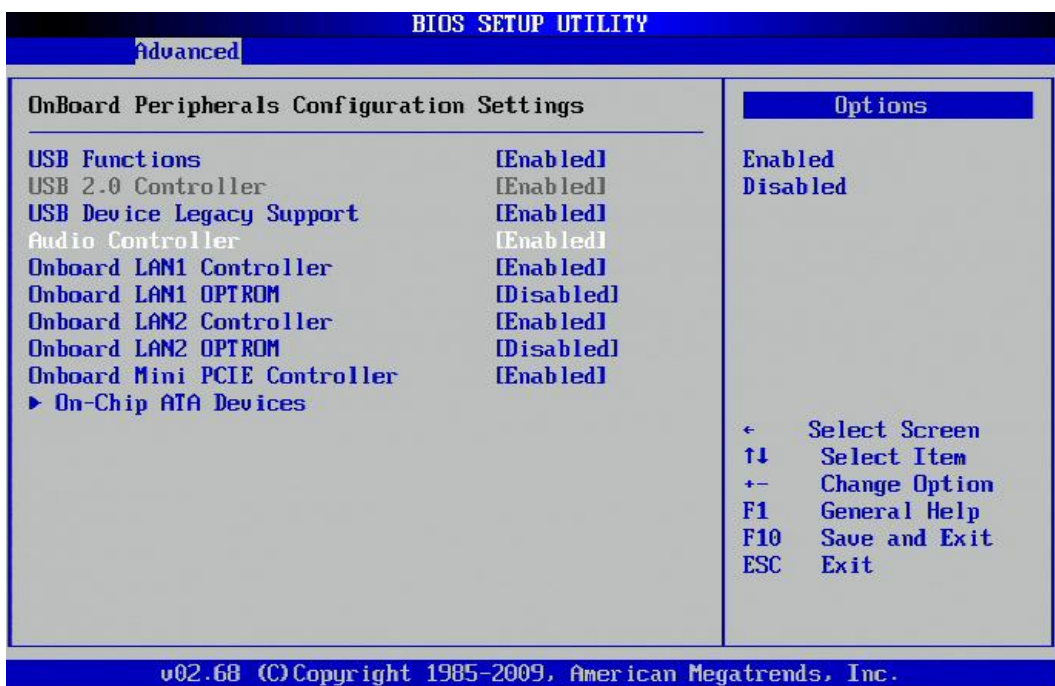 BIOS SETUP UTILITY
Advanced
OnBoard Peripherals Configuration Settings
USB Functions [Enabled]
USB 2.0 Controller [Enabled]
USB Device Legacy Support [Enabled]
Audio Controller [Enabled]
Onboard LAN1 Controller [Enabled]
Onboard LAN1 OPTROM [Disabled]
Onboard LAN2 Controller [Enabled]
Onboard LAN2 OPTROM [Disabled]
Onboard Mini PCIE Controller [Enabled]
▶ On-Chip ATA Devices
Options
Enabled
Disabled
← Select Screen
↑↓ Select Item
+- Change Option
F1 General Help
F10 Save and Exit
ESC Exit
v02.68 (C)Copyright 1985-2009, American Megatrends, Inc.